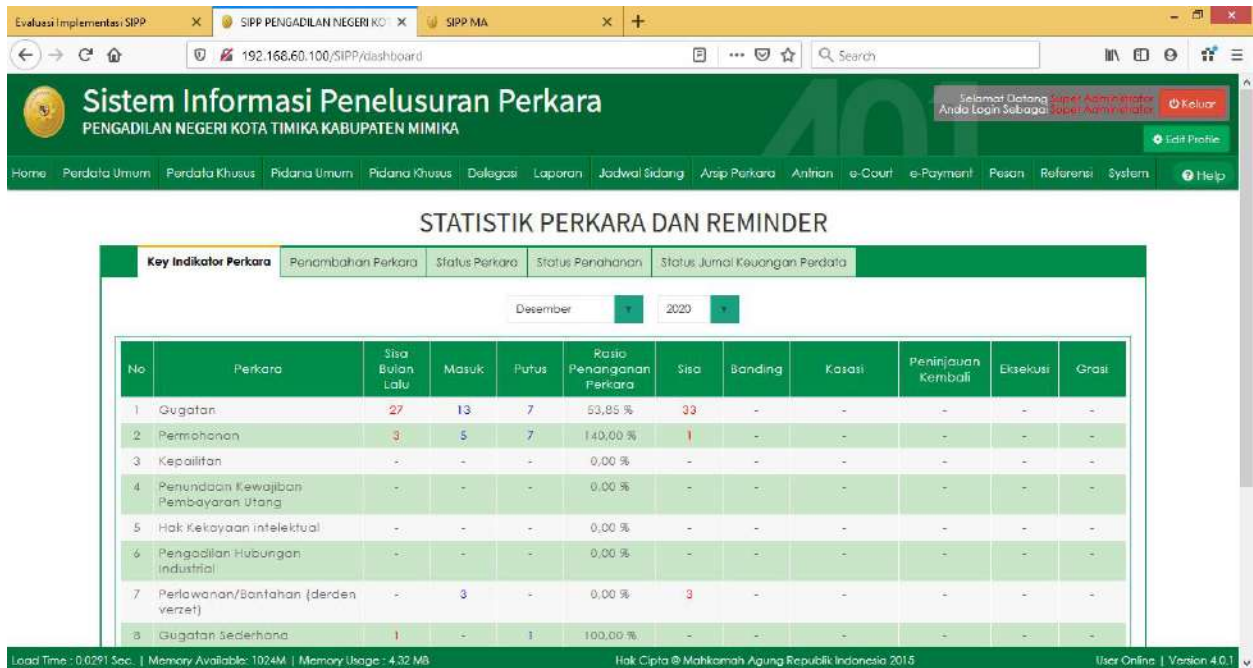 Evaluasi Implementasi SIPP
SIPP PENGADILAN NEGERI KOT
SIPP MA
192.168.60.100/SIPP/dashboard
Search
Sistem Informasi Penelusuran Perkara
PENGADILAN NEGERI KOTA TIMIKA KABUPATEN MIMIKA
401
Selamat Datang Super Administrator
Anda Login Sebagai Super Administrator
Keluar
Edit Profile
Home Perdata Umum Perdata Khusus Pidana Umum Pidana Khusus Delegasi Laporan Jadwal Sidang Arsip Perkara Antrian e-Court e-Payment Pesan Referensi System Help
STATISTIK PERKARA DAN REMINDER
Key Indikator Perkara Penambahan Perkara Status Perkara Status Penahanan Status Jurnal Keuangan Perdata
Desember 2020
No Perkara Sisa Bulan Lalu Masuk Putus Rasio Penanganan Perkara Sisa Banding Kasasi Peninjauan Kembali Eksekusi Grasi
1 Gugatan 27 13 7 53,85 % 33 - - - - -
2 Permohonan 3 5 7 140,00 % 1 - - - - -
3 Kepailitan - - - 0,00 % - - - - - -
4 Penundaan Kewajiban Pembayaran Utang - - - 0,00 % - - - - - -
5 Hak Kekayaan intelektual - - - 0,00 % - - - - - -
6 Pengadilan Hubungan Industrial - - - 0,00 % - - - - - -
7 Perlawanan/Bantahan (derden verzet) - 3 - 0,00 % 3 - - - - -
8 Gugatan Sederhana 1 - 1 100,00 % - - - - - -
Load Time : 0.0291 Sec. | Memory Available: 1024M | Memory Usage : 4.32 MB
Hak Cipta @ Mahkamah Agung Republik Indonesia 2015
User Online | Version 4.0.1